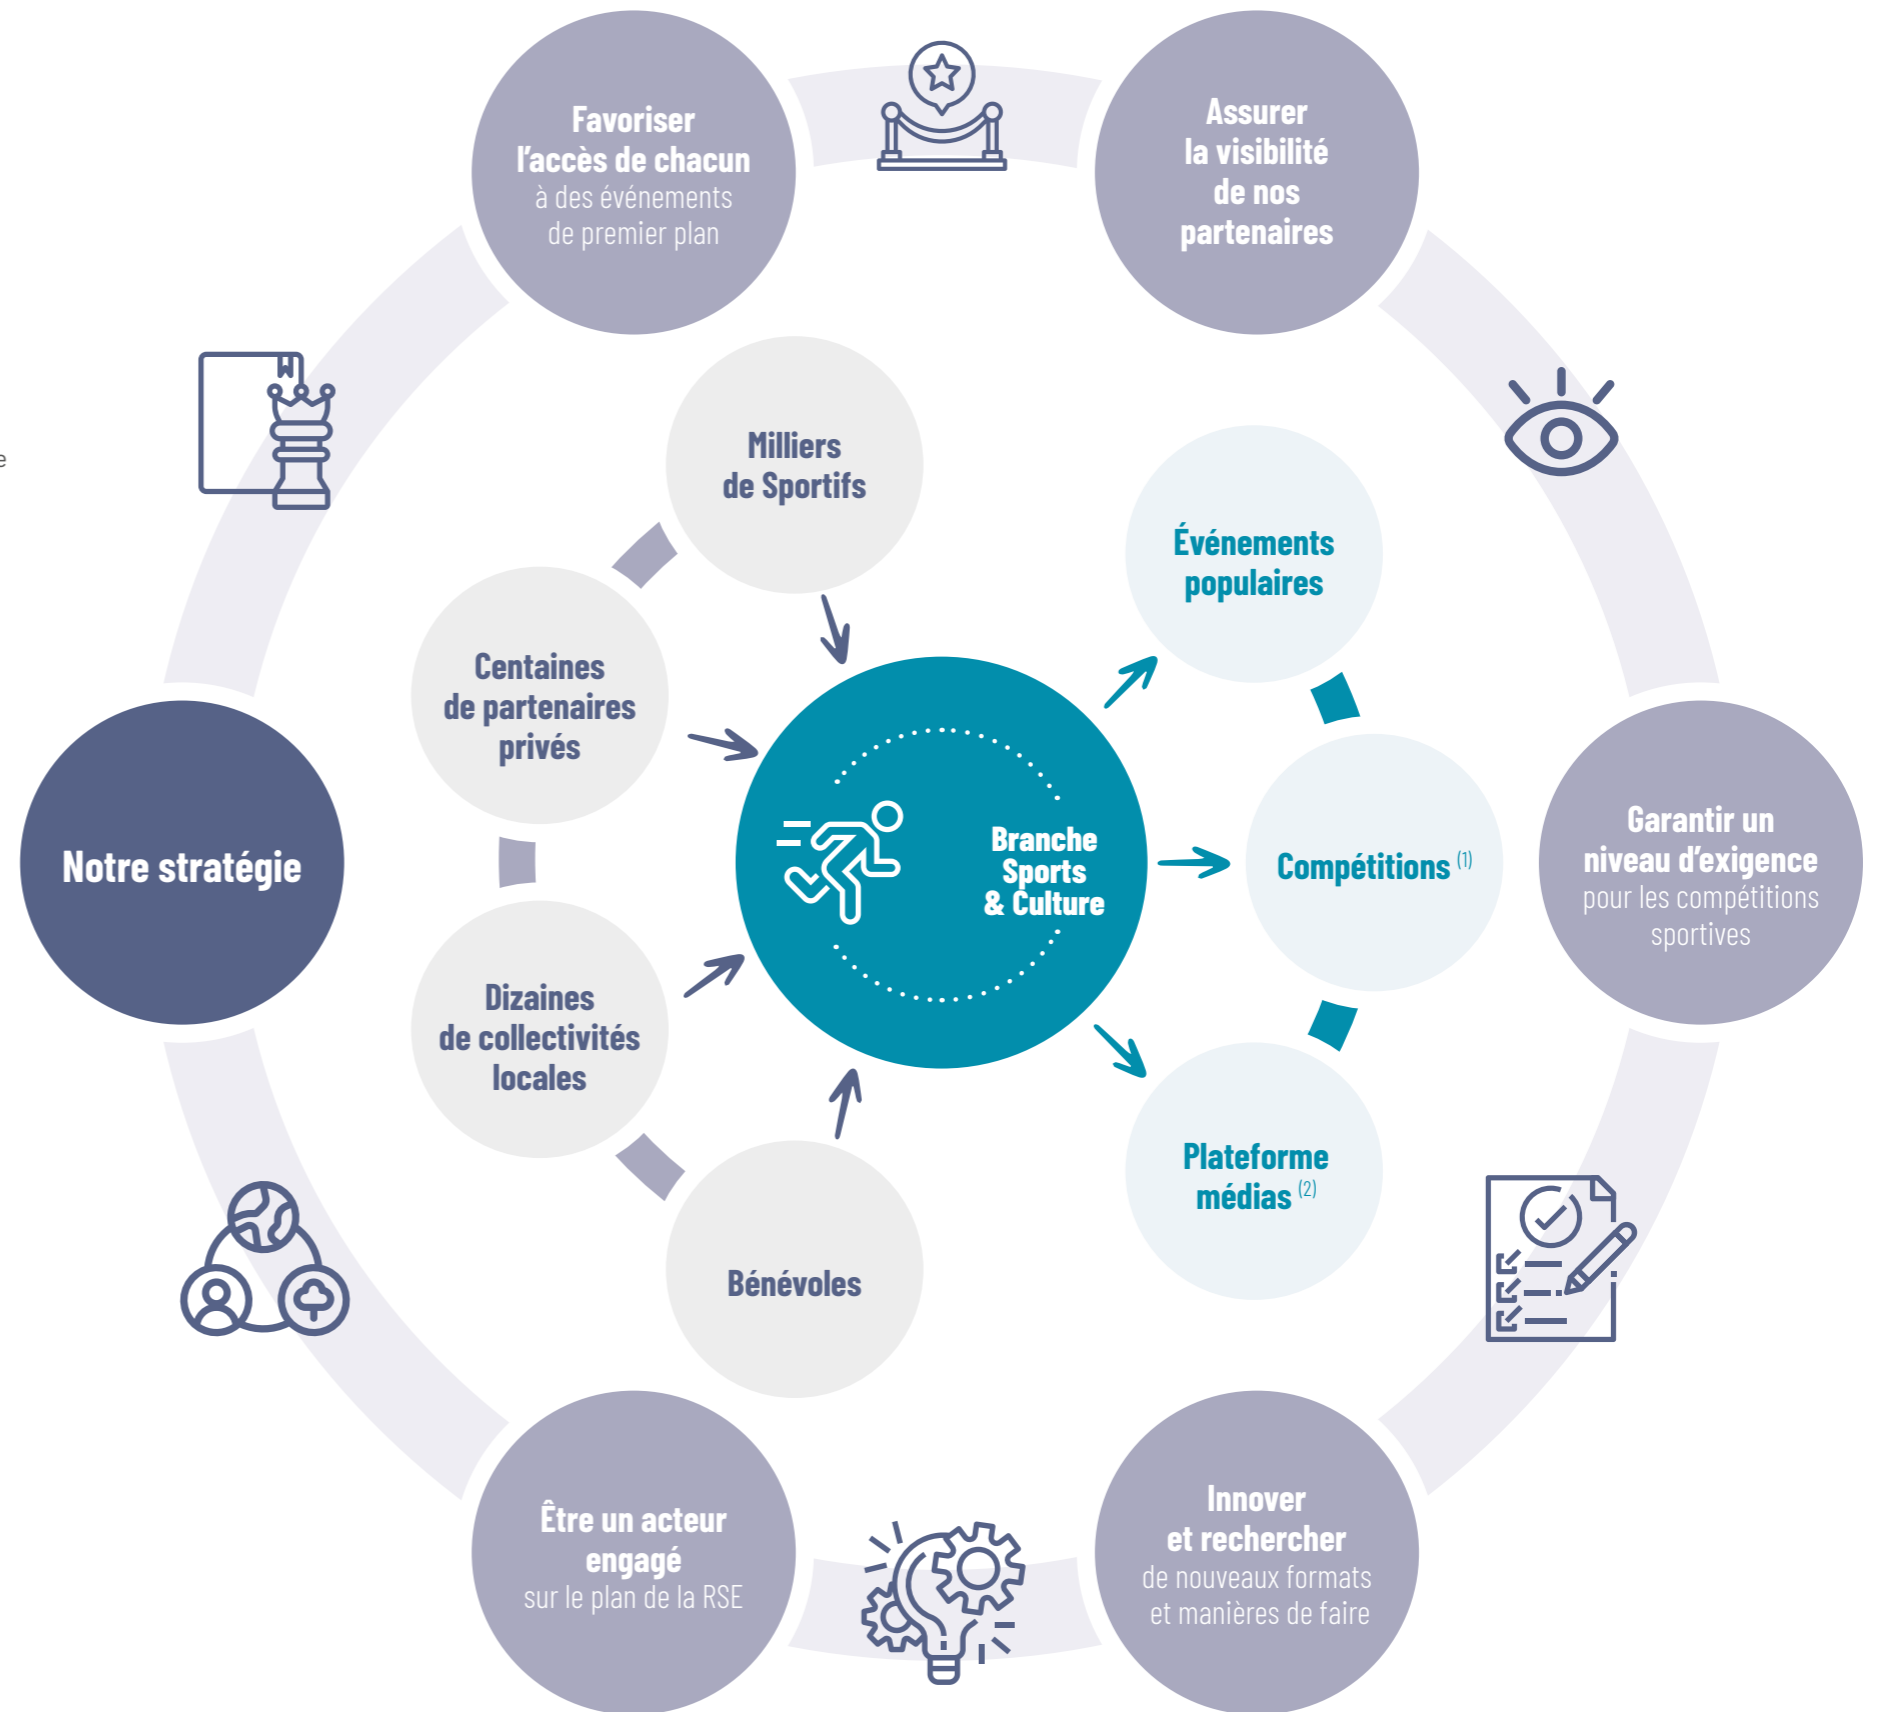 Favoriser
l'accès de chacun
à des événements
de premier plan
Assurer
la visibilité
de nos
partenaires
e
Milliers
de Sportifs
Événements
populaires
Centaines
de partenaires
privés
Notre stratégie
Branche
Sports
& Culture
Compétitions (1)
Garantir un
niveau d'exigence
pour les compétitions
sportives
Dizaines
de collectivités
locales
Plateforme
médias (2)
Bénévoles
Être un acteur
engagé
sur le plan de la RSE
Innover
et rechercher
de nouveaux formats
et manières de faire